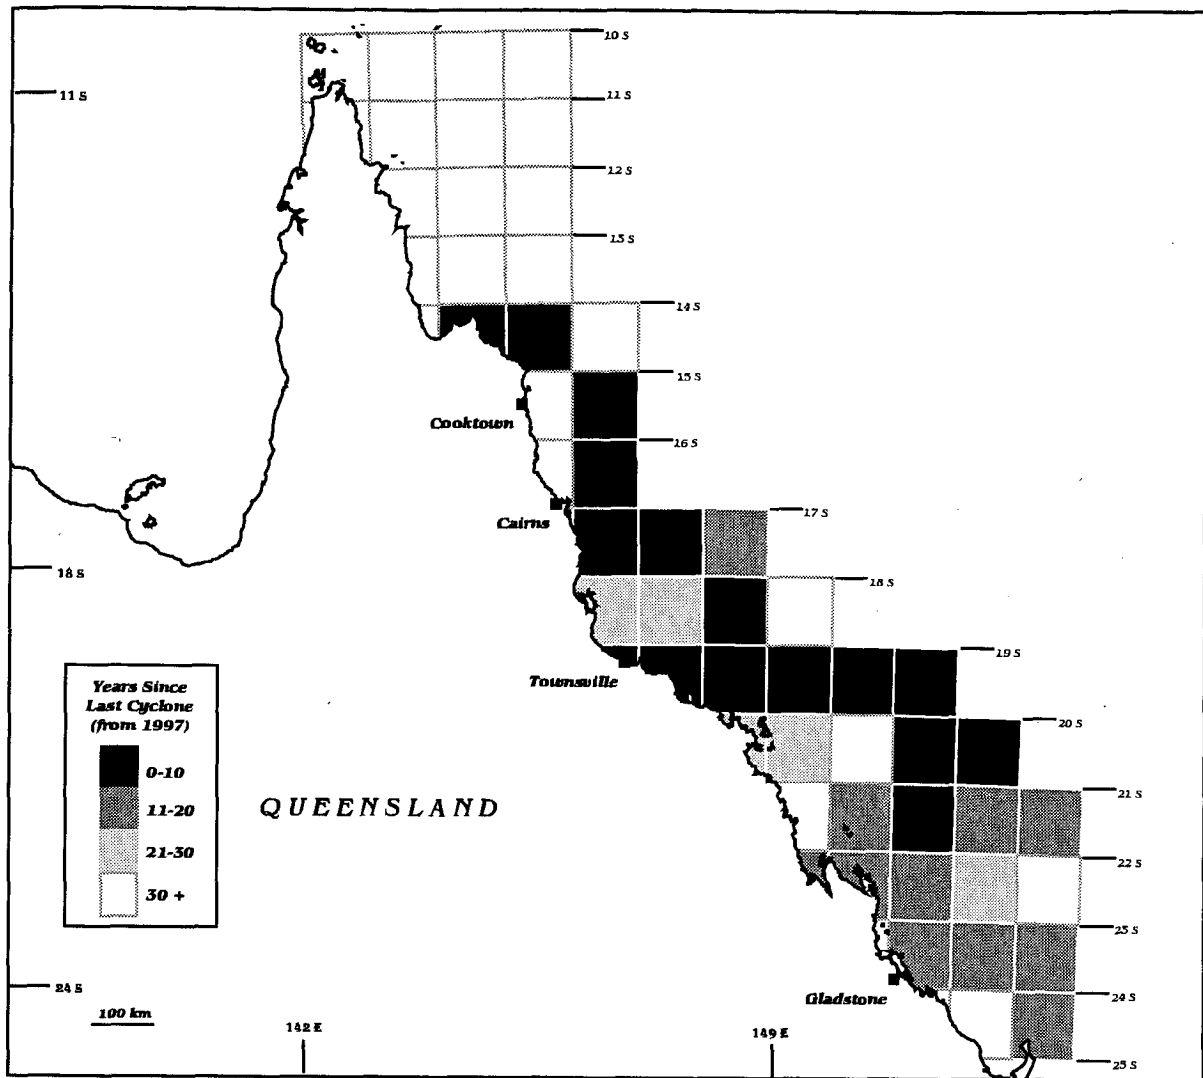 10 S
11 S
11 S
12 S
13 S
14 S
15 S
Cooktown
16 S
Cairns
17 S
18 S
18 S
19 S
Townsville
Years Since
Last Cyclone
(from 1997)
0-10
11-20
21-30
30 +
20 S
QUEENSLAND
21 S
22 S
23 S
24 S
24 S
Gladstone
100 km
142 E
149 E
25 S